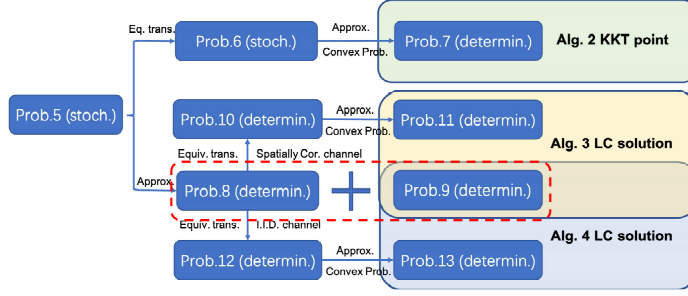 Eq. trans.
Prob.6 (stoch.)
Approx.
Convex Prob.
Prob.7 (determin.)
Alg. 2 KKT point
Prob.5 (stoch.)
Prob.10 (determin.)
Approx.
Convex Prob.
Prob.11 (determin.)
Alg. 3 LC solution
Equiv. trans.
Spatially Cor. channel
Approx.
Prob.8 (determin.)
+
Prob.9 (determin.)
Equiv. trans.
I.I.D. channel
Alg. 4 LC solution
Prob.12 (determin.)
Approx.
Convex Prob.
Prob.13 (determin.)